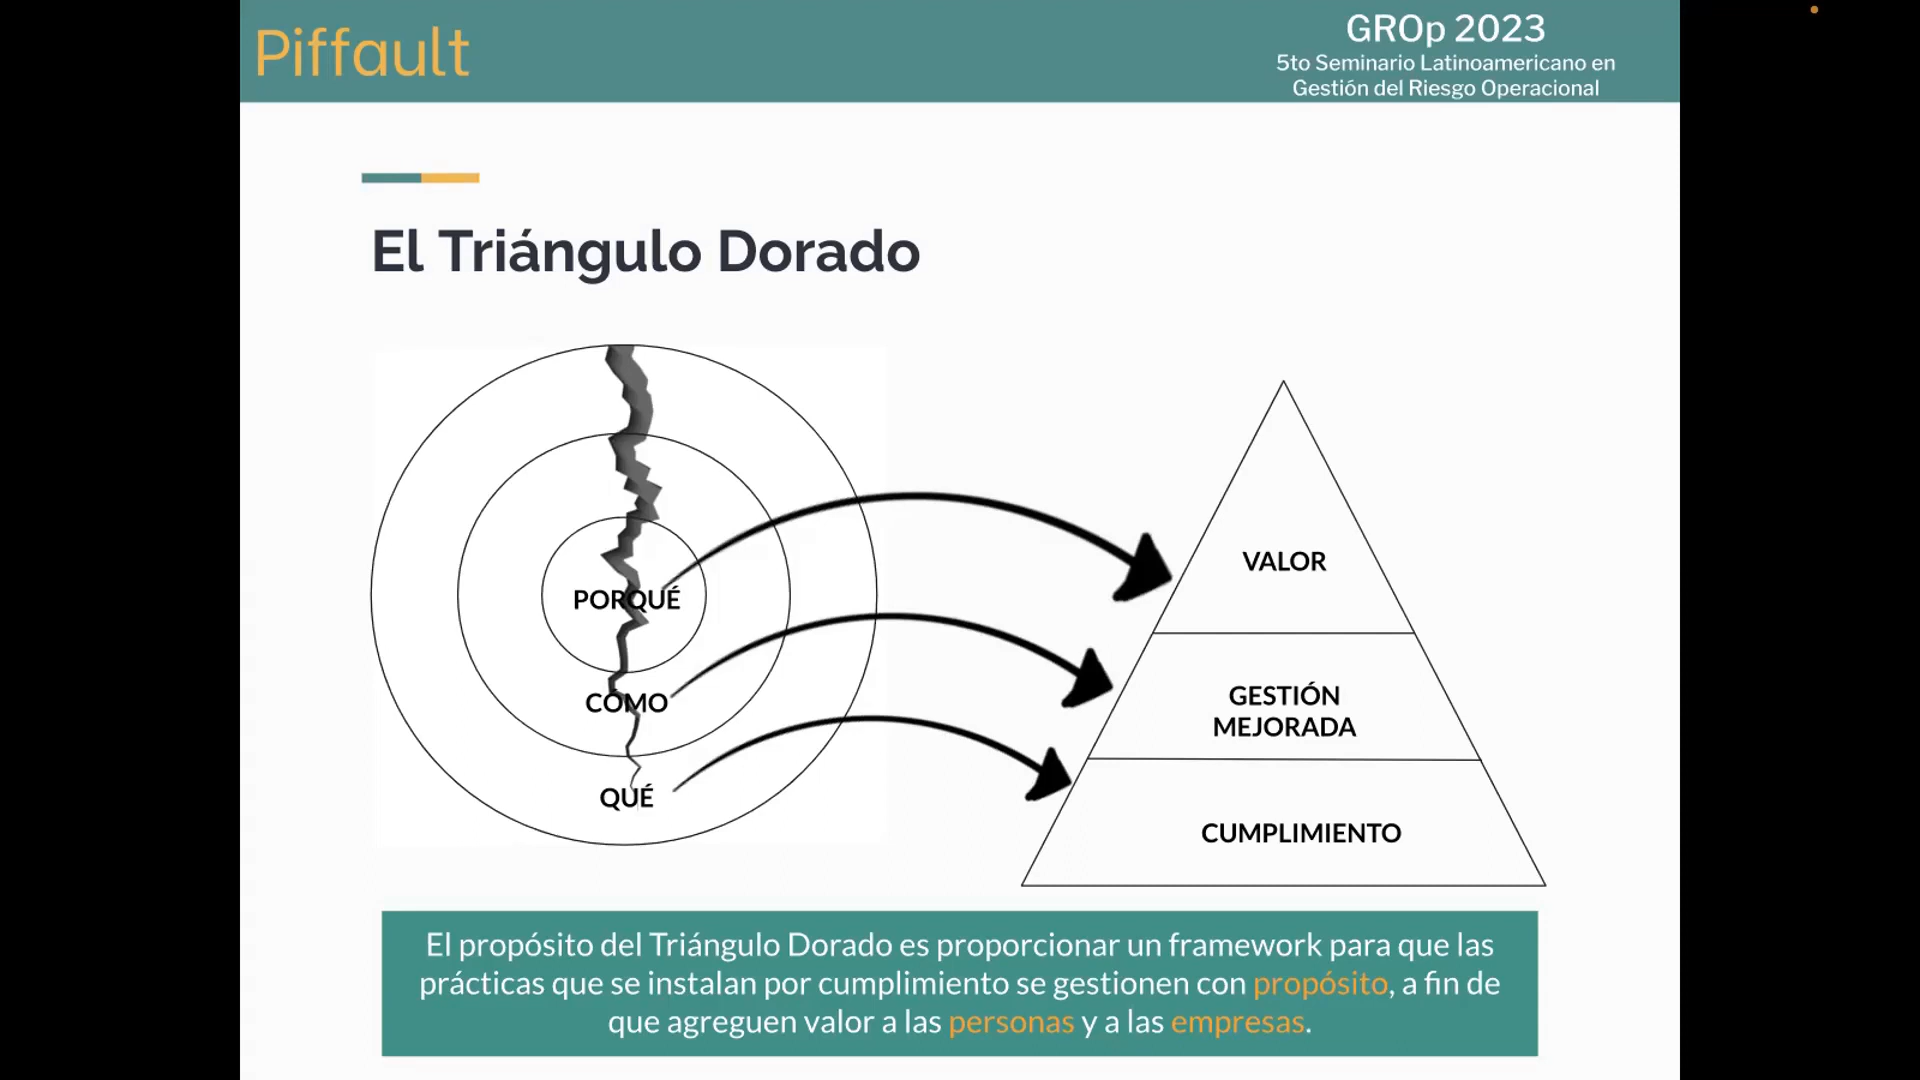 Piffault
GROp 2023
5to Seminario Latinoamericano en
Gestión del Riesgo Operacional
El Triángulo Dorado
PORQUÉ
CÓMO
QUÉ
VALOR
GESTIÓN
MEJORADA
CUMPLIMIENTO
El propósito del Triángulo Dorado es proporcionar un framework para que las
prácticas que se instalan por cumplimiento se gestionen con propósito, a fin de
que agreguen valor a las personas y a las empresas.